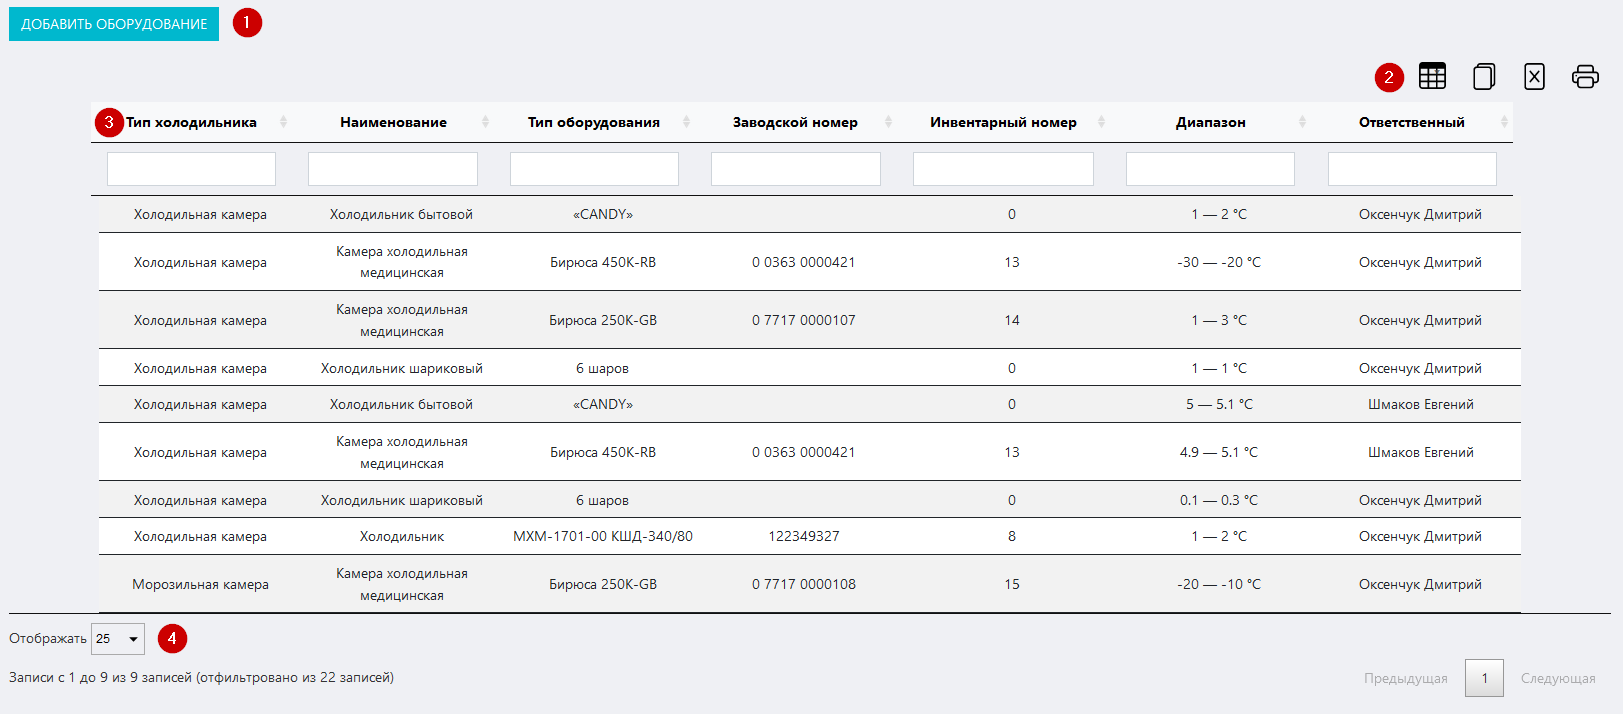 ДОБАВИТЬ ОБОРУДОВАНИЕ 1
2
3 Тип холодильника Наименование Тип оборудования Заводской номер Инвентарный номер Диапазон Ответственный
Холодильная камера Холодильник бытовой «CANDY» 0 1 — 2 °C Оксенчук Дмитрий
Холодильная камера Камера холодильная медицинская Бирюса 450K-RB 0 0363 0000421 13 -30 — -20 °C Оксенчук Дмитрий
Холодильная камера Камера холодильная медицинская Бирюса 250K-GB 0 7717 0000107 14 1 — 3 °C Оксенчук Дмитрий
Холодильная камера Холодильник шариковый 6 шаров 0 1 — 1 °C Оксенчук Дмитрий
Холодильная камера Холодильник бытовой «CANDY» 0 5 — 5.1 °C Шмаков Евгений
Холодильная камера Камера холодильная медицинская Бирюса 450K-RB 0 0363 0000421 13 4.9 — 5.1 °C Шмаков Евгений
Холодильная камера Холодильник шариковый 6 шаров 0 0.1 — 0.3 °C Оксенчук Дмитрий
Холодильная камера Холодильник МХМ-1701-00 КШД-340/80 122349327 8 1 — 2 °C Оксенчук Дмитрий
Морозильная камера Камера холодильная медицинская Бирюса 250K-GB 0 7717 0000108 15 -20 — -10 °C Оксенчук Дмитрий
Отображать 25 4
Записи с 1 до 9 из 9 записей (отфильтровано из 22 записей) Предыдущая 1 Следующая